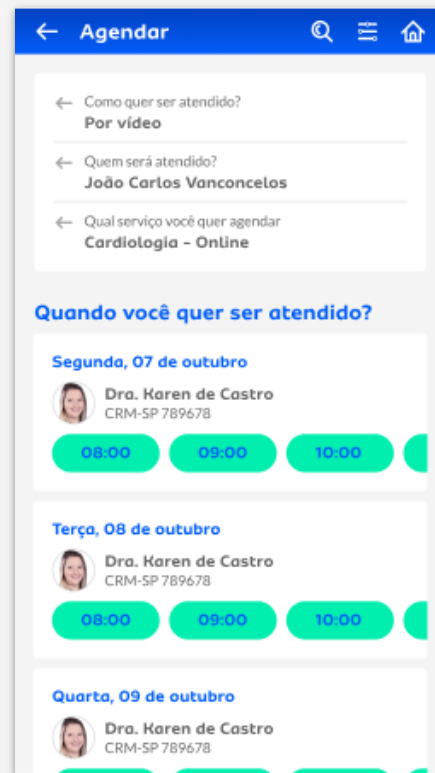 Agendar
Como quer ser atendido?
Por vídeo
Quem será atendido?
João Carlos Vanconcelos
Qual serviço você quer agendar
Cardiologia - Online
Quando você quer ser atendido?
Segunda, 07 de outubro
Dra. Karen de Castro
CRM-SP 789678
08:00 09:00 10:00
Terça, 08 de outubro
Dra. Karen de Castro
CRM-SP 789678
08:00 09:00 10:00
Quarta, 09 de outubro
Dra. Karen de Castro
CRM-SP 789678